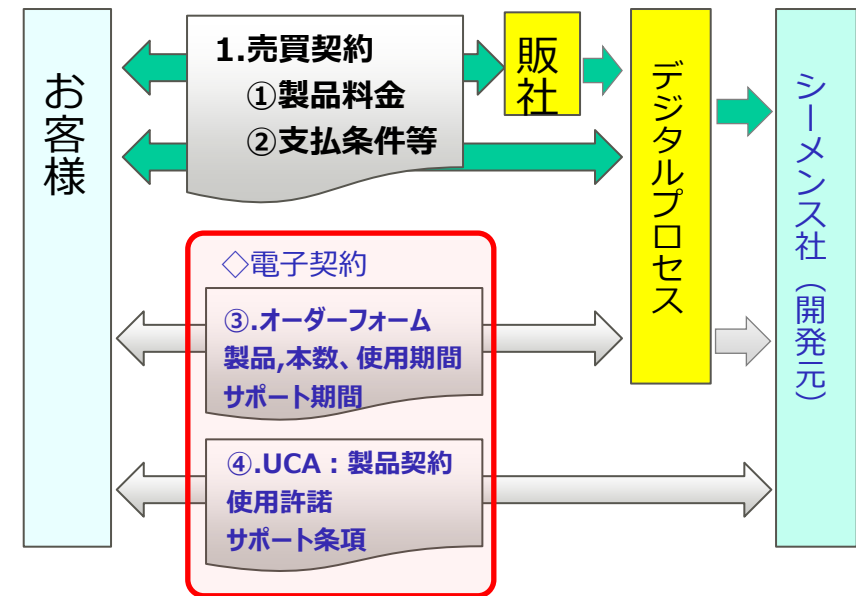 お客様
1.売買契約
①製品料金
②支払条件等
販社
デジタルプロセス
シーメンス社（開発元）
◇電子契約
③.オーダーフォーム
製品,本数、使用期間
サポート期間
④.UCA：製品契約
使用許諾
サポート条項